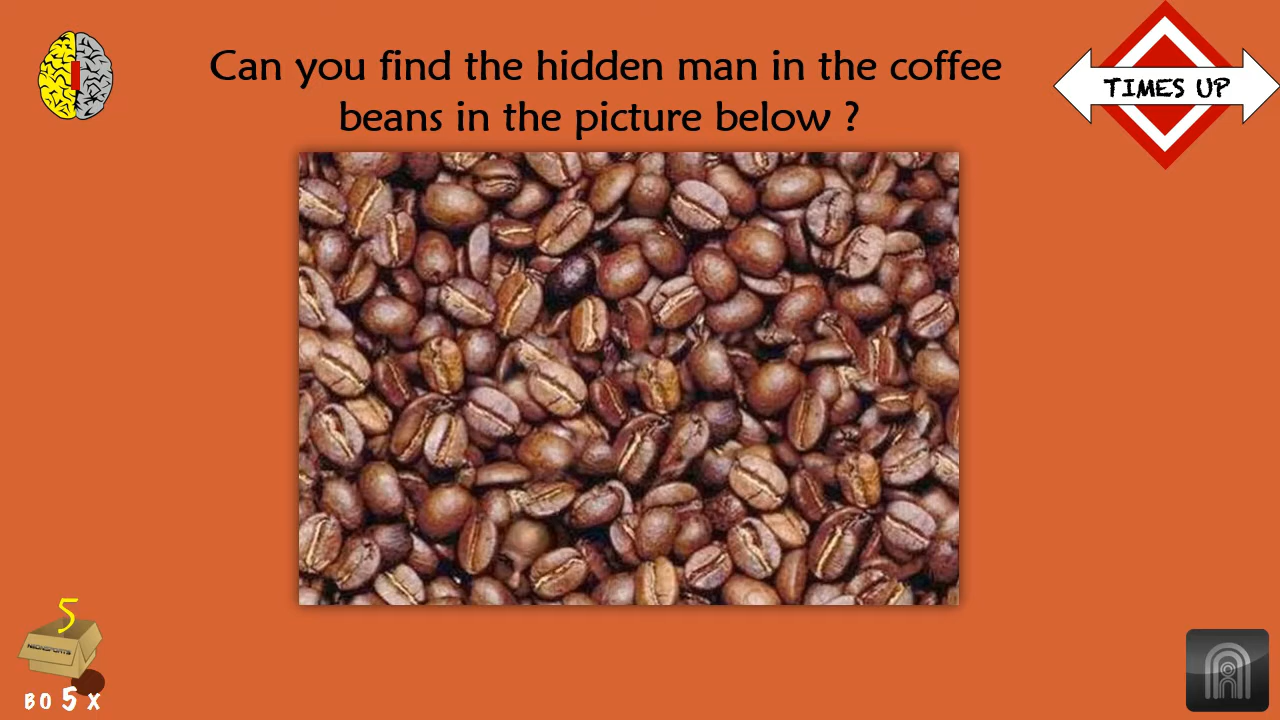 Can you find the hidden man in the coffee
beans in the picture below ?
TIMES UP
5
NEONSPORTS
BO 5 X